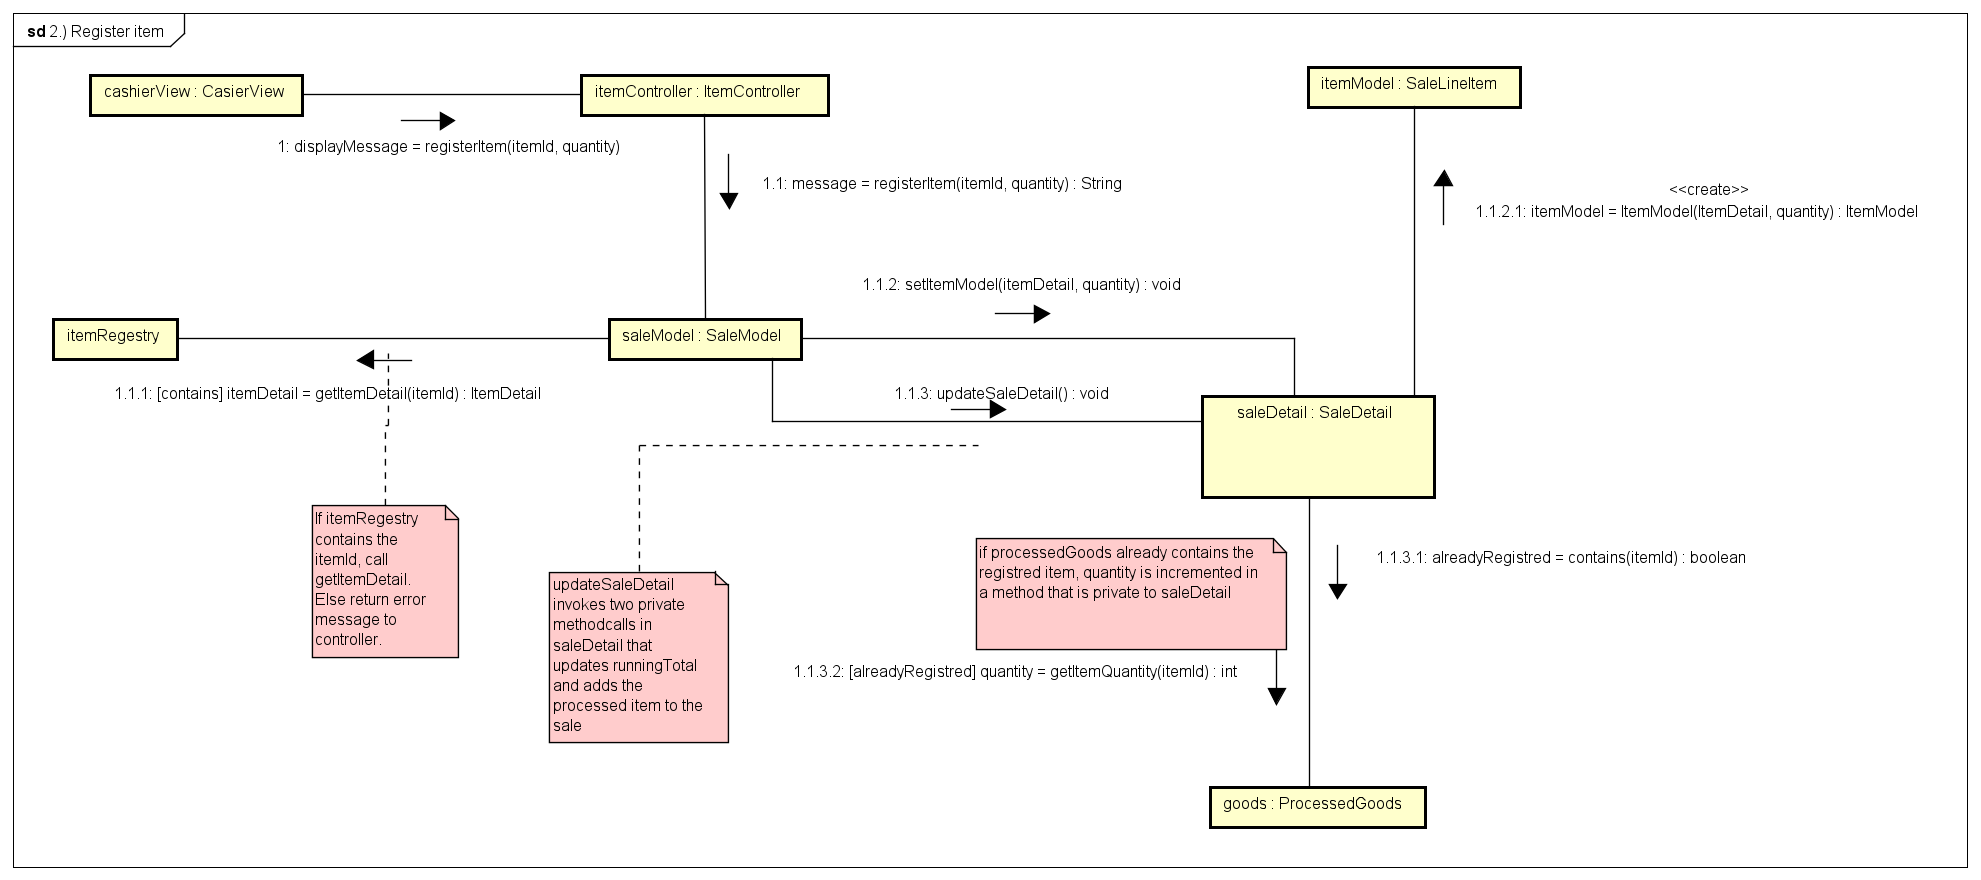 sd 2.) Register item
cashierView : CasierView
itemController : ItemController
itemModel : SaleLineItem
1: displayMessage = registerItem(itemId, quantity)
1.1: message = registerItem(itemId, quantity) : String
<<create>>
1.1.2.1: itemModel = ItemModel(ItemDetail, quantity) : ItemModel
1.1.2: setItemModel(itemDetail, quantity) : void
itemRegestry
saleModel : SaleModel
1.1.1: [contains] itemDetail = getItemDetail(itemId) : ItemDetail
1.1.3: updateSaleDetail() : void
saleDetail : SaleDetail
If itemRegestry
contains the
itemId, call
getItemDetail.
Else return error
message to
controller.
updateSaleDetail
invokes two private
methodcalls in
saleDetail that
updates runningTotal
and adds the
processed item to the
sale
if processedGoods already contains the
registred item, quantity is incremented in
a method that is private to saleDetail
1.1.3.1: alreadyRegistred = contains(itemId) : boolean
1.1.3.2: [alreadyRegistred] quantity = getItemQuantity(itemId) : int
goods : ProcessedGoods